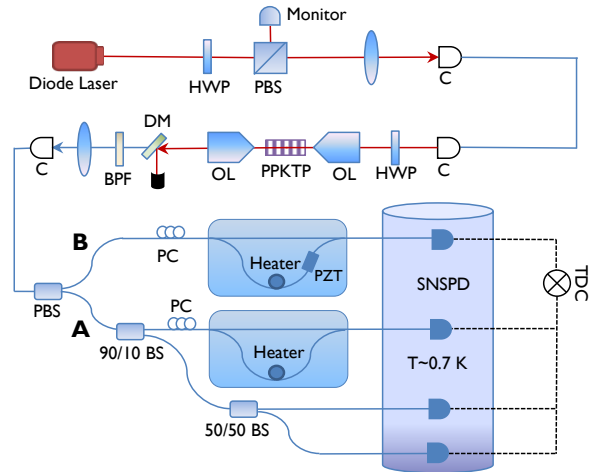 Monitor
Diode Laser
HWP
PBS
C
DM
C
BPF
OL
PPKTP
OL
HWP
C
B
PC
Heater
PZT
SNSPD
TDC
PBS
A
PC
90/10 BS
Heater
T~0.7 K
50/50 BS